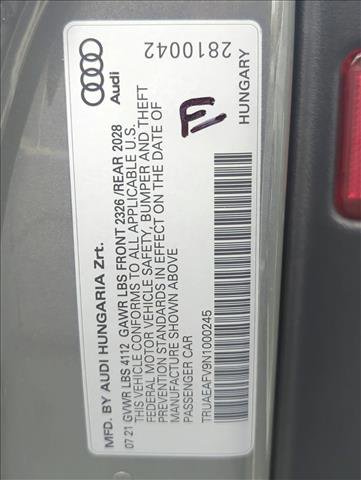 MFD. BY AUDI HUNGARIA Zrt.
07 21 GVWR LBS 4112 GAWR LBS FRONT 2326 /REAR 2028
THIS VEHICLE CONFORMS TO ALL APPLICABLE U.S.
FEDERAL MOTOR VEHICLE SAFETY, BUMPER AND THEFT
PREVENTION STANDARDS IN EFFECT ON THE DATE OF
MANUFACTURE SHOWN ABOVE
PASSENGER CAR
TRUAEAFV9N1000245
Audi
2810042
E
HUNGARY